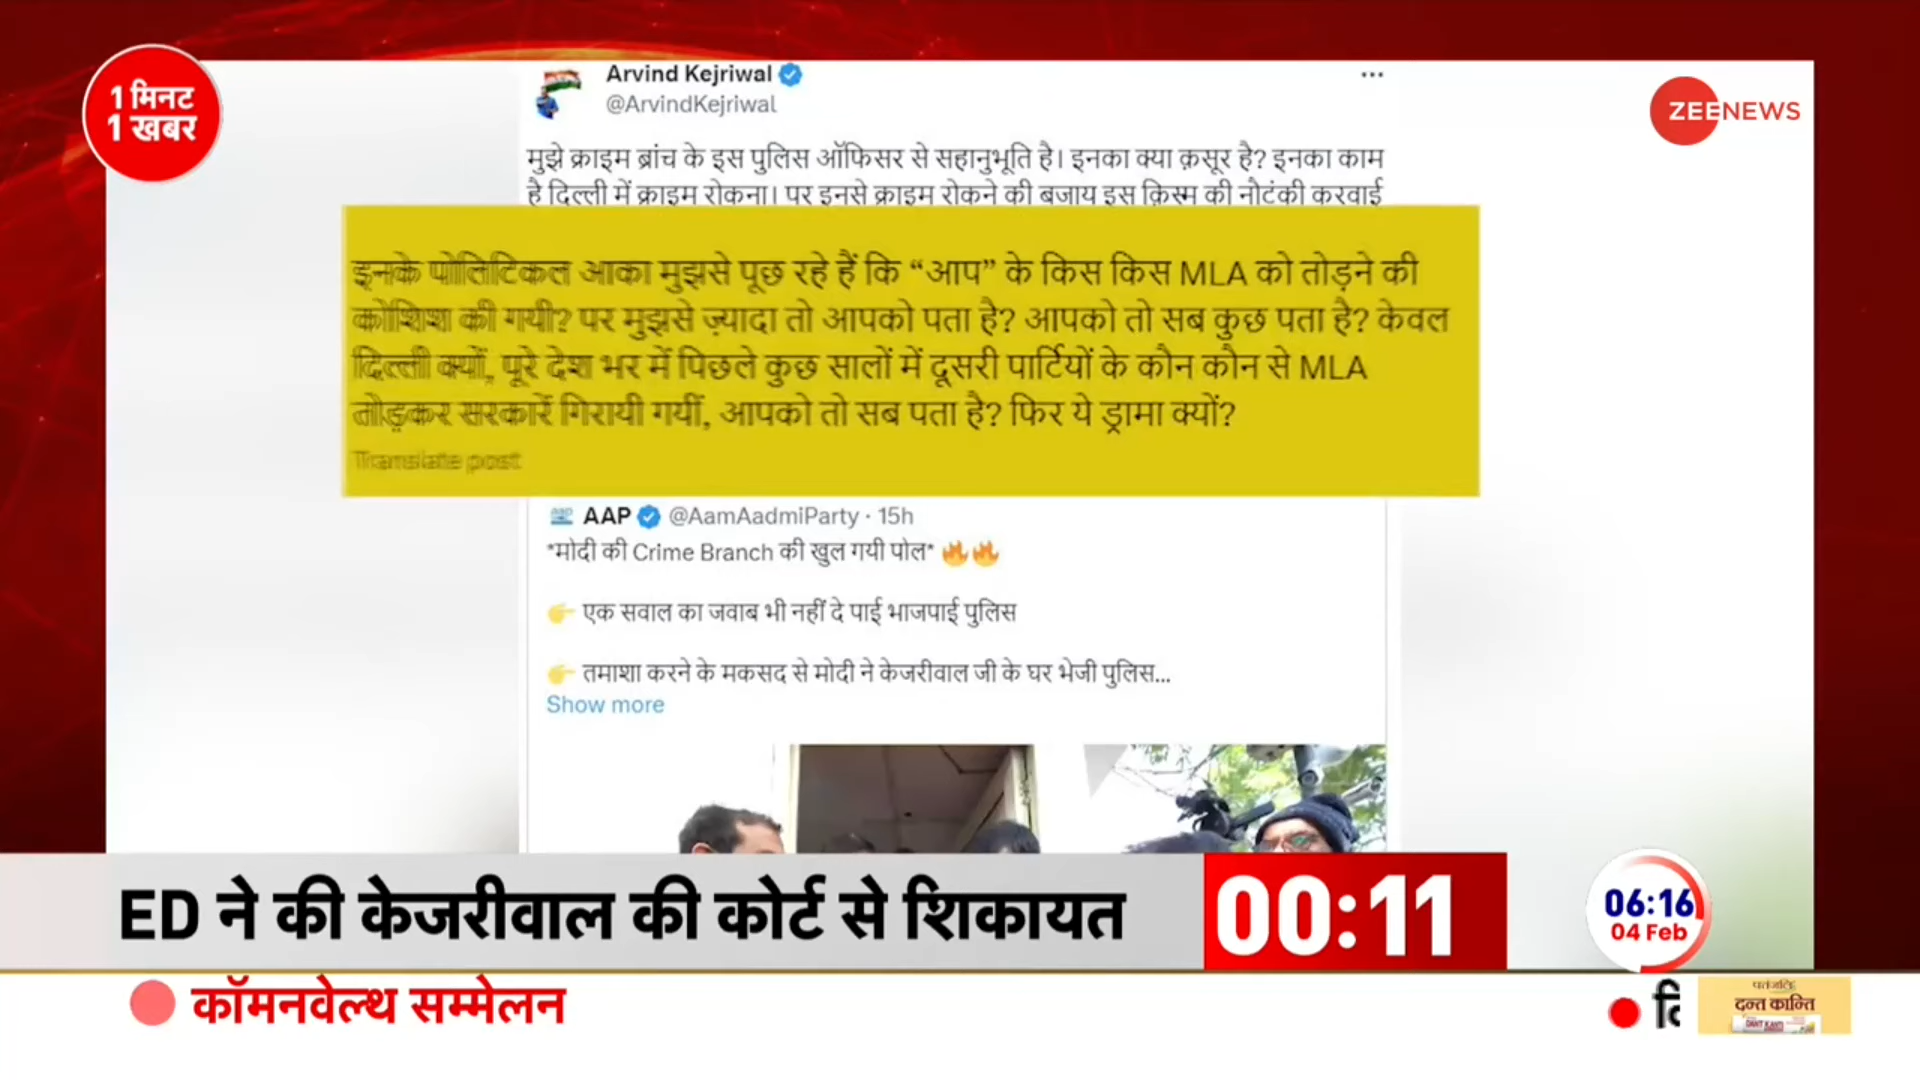 1 मिनट
1 खबर
Arvind Kejriwal
@ArvindKejriwal
ZEENEWS
मुझे क्राइम ब्रांच के इस पुलिस ऑफिसर से सहानुभूति है। इनका क्या क़सूर है? इनका काम
है दिल्ली में क्राइम रोकना। पर इनसे क्राइम रोकने की बजाय इस क़िस्म की नौटंकी करवाई
इनके पोलिटिकल आका मुझसे पूछ रहे हैं कि “आप” के किस किस MLA को तोड़ने की
कोशिश की गयी? पर मुझसे ज़्यादा तो आपको पता है? आपको तो सब कुछ पता है? केवल
दिल्ली क्यों, पूरे देश भर में पिछले कुछ सालों में दूसरी पार्टियों के कौन कौन से MLA
तोड़कर सरकारें गिरायी गयीं, आपको तो सब पता है? फिर ये ड्रामा क्यों?
Translate post
AAP @AamAadmiParty · 15h
*मोदी की Crime Branch की खुल गयी पोल* 🔥🔥
👉 एक सवाल का जवाब भी नहीं दे पाई भाजपाई पुलिस
👉 तमाशा करने के मकसद से मोदी ने केजरीवाल जी के घर भेजी पुलिस...
Show more
ED ने की केजरीवाल की कोर्ट से शिकायत
00:11
06:16
04 Feb
कॉमनवेल्थ सम्मेलन
पतंजलि
दन्त कान्ति
DANT KANTI